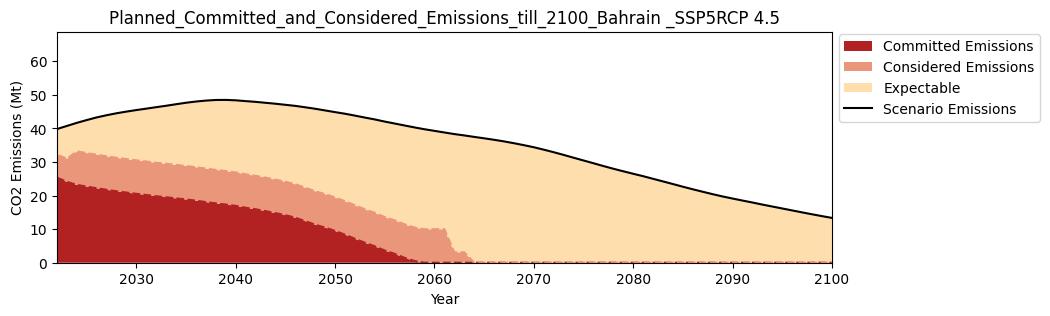 Planned_Committed_and_Considered_Emissions_till_2100_Bahrain _SSP5RCP 4.5
CO2 Emissions (Mt)
60
50
40
30
20
10
0
2030 2040 2050 2060 2070 2080 2090 2100
Year
Committed Emissions
Considered Emissions
Expectable
Scenario Emissions